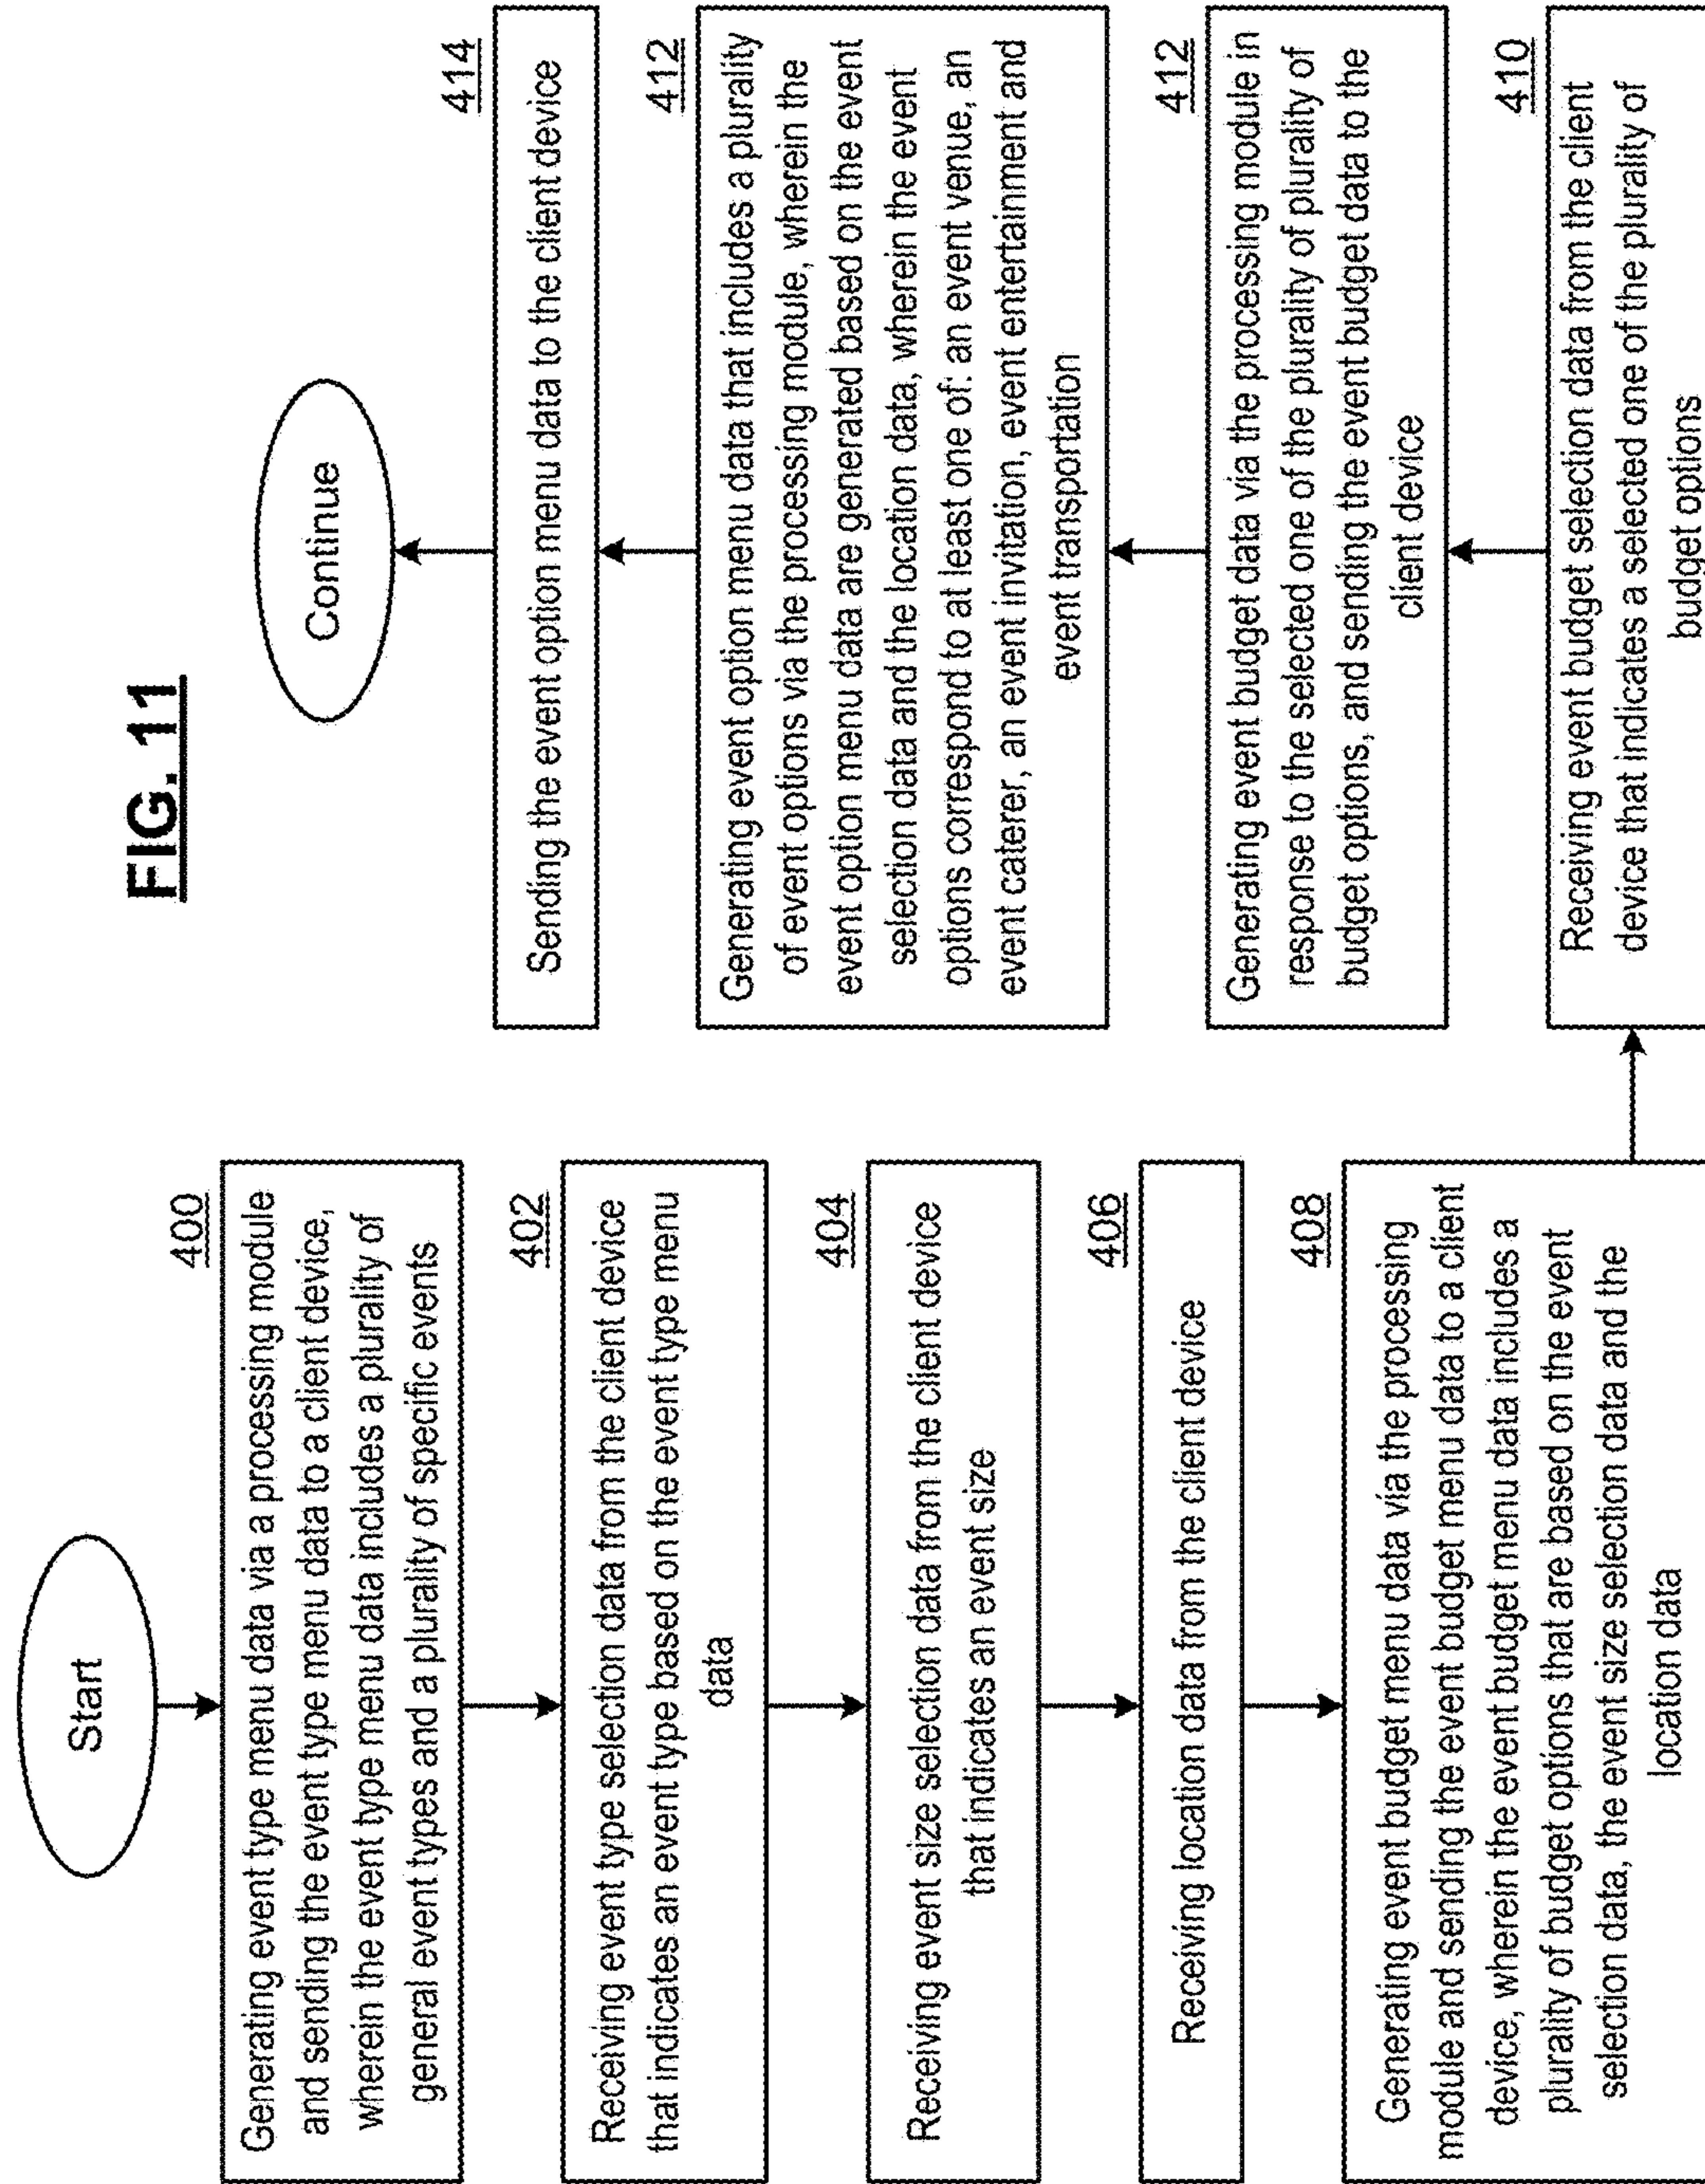 FIG. 11
Start
400
Generating event type menu data via a processing module
and sending the event type menu data to a client device,
wherein the event type menu data includes a plurality of
general event types and a plurality of specific events
402
Receiving event type selection data from the client device
that indicates an event type based on the event type menu
data
404
Receiving event size selection data from the client device
that indicates an event size
406
Receiving location data from the client device
408
Generating event budget menu data via the processing
module and sending the event budget menu data to a client
device, wherein the event budget menu data includes a
plurality of budget options that are based on the event
selection data, the event size selection data and the
location data
410
Receiving event budget selection data from the client
device that indicates a selected one of the plurality of
budget options
412
Generating event budget data via the processing module in
response to the selected one of the plurality of plurality of
budget options, and sending the event budget data to the
client device
412
Generating event option menu data that includes a plurality
of event options via the processing module, wherein the
event option menu data are generated based on the event
selection data and the location data, wherein the event
options correspond to at least one of: an event venue, an
event caterer, an event invitation, event entertainment and
event transportation
414
Sending the event option menu data to the client device
Continue